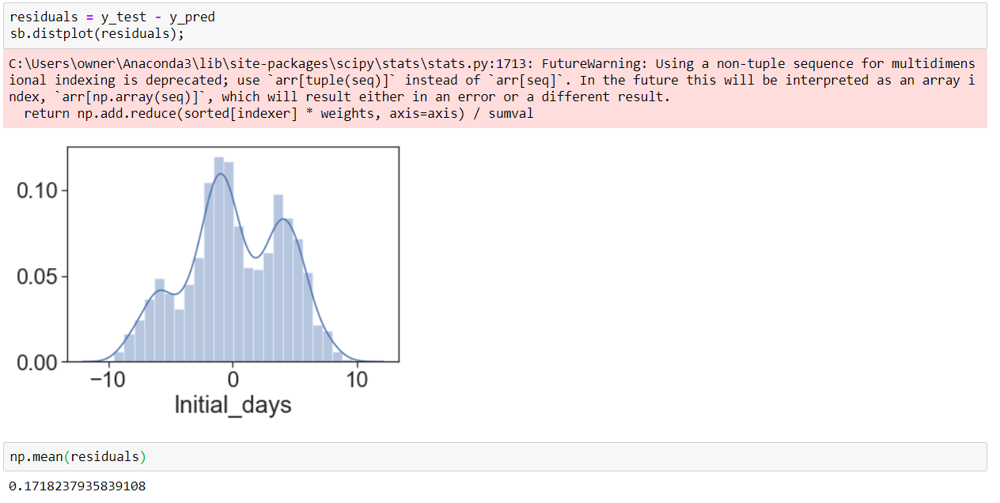 residuals = y_test - y_pred
sb.distplot(residuals);
C:\Users\owner\Anaconda3\lib\site-packages\scipy\stats\stats.py:1713: FutureWarning: Using a non-tuple sequence for multidimens
ional indexing is deprecated; use `arr[tuple(seq)]` instead of `arr[seq]`. In the future this will be interpreted as an array i
ndex, `arr[np.array(seq)]`, which will result either in an error or a different result.
  return np.add.reduce(sorted[indexer] * weights, axis=axis) / sumval
0.10
0.05
0.00
−10 0 10
Initial_days
np.mean(residuals)
0.1718237935839108